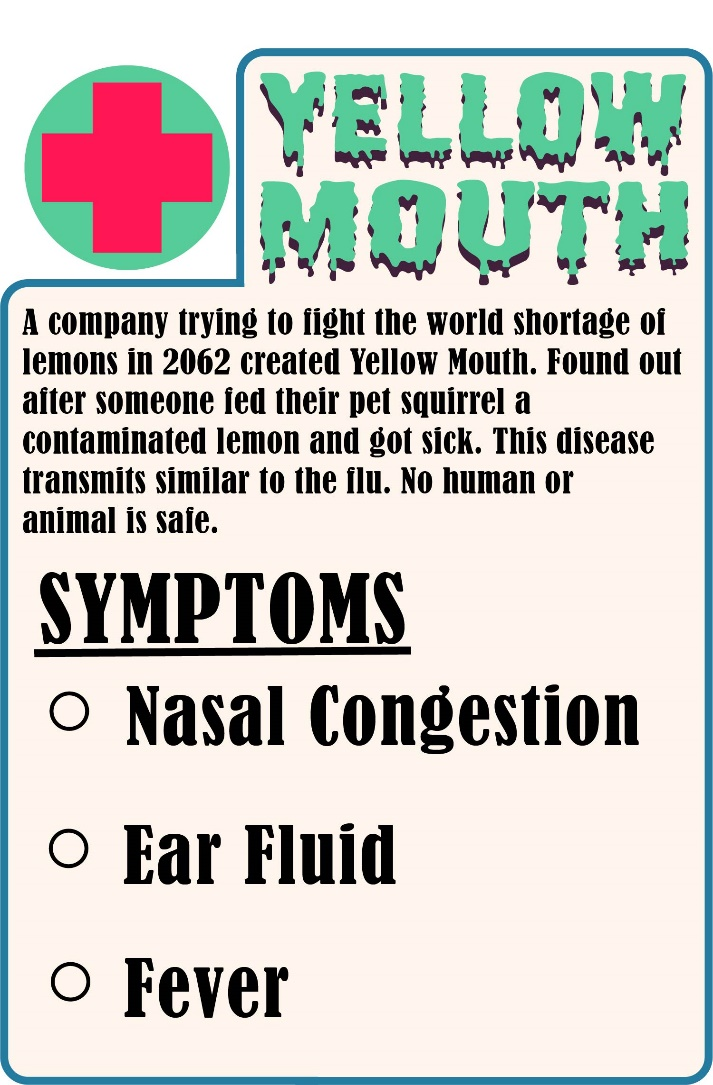 YELLOW
MOUTH
A company trying to fight the world shortage of
lemons in 2062 created Yellow Mouth. Found out
after someone fed their pet squirrel a
contaminated lemon and got sick. This disease
transmits similar to the flu. No human or
animal is safe.
SYMPTOMS
Nasal Congestion
Ear Fluid
Fever